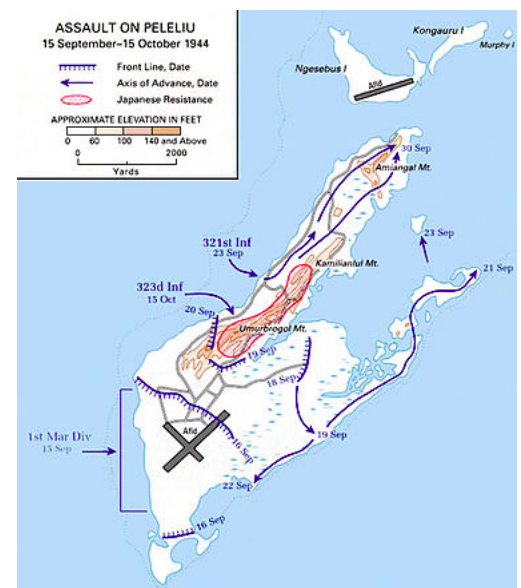 ASSAULT ON PELELIU
15 September–15 October 1944
Front Line, Date
Axis of Advance, Date
Japanese Resistance
APPROXIMATE ELEVATION IN FEET
0 60 100 140 and Above
0 2000
Yards
Kongauru I
Murphy I
Ngesebus I
Afld
30 Sep
Amiangal Mt.
321st Inf
23 Sep
23 Sep
Kamilianlul Mt.
21 Sep
323d Inf
15 Oct
20 Sep
Umurbrogol Mt.
19 Sep
18 Sep
1st Mar Div
15 Sep
Afld
16 Sep
19 Sep
22 Sep
16 Sep